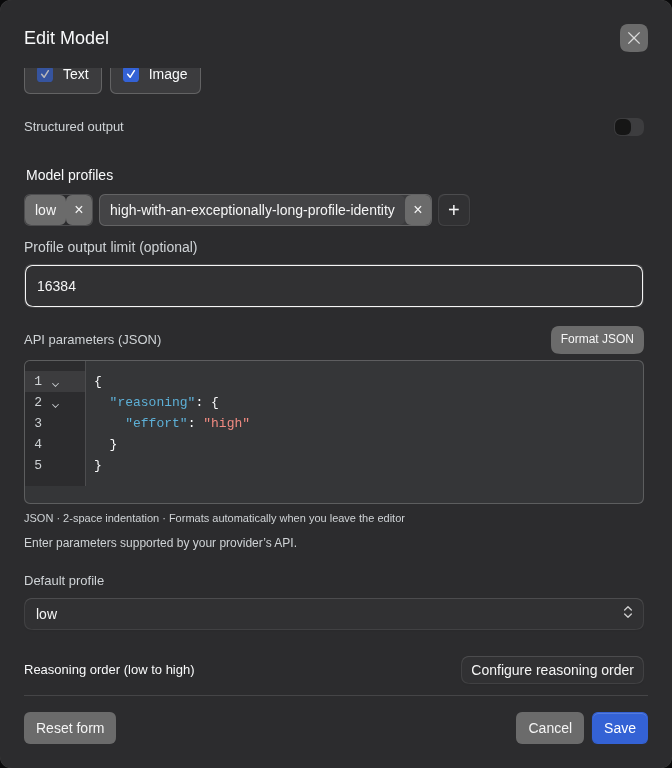 Edit Model
Text
Image
Structured output
Model profiles
low × high-with-an-exceptionally-long-profile-identity × +
Profile output limit (optional)
16384
API parameters (JSON)
Format JSON
1 {
2 "reasoning": {
3 "effort": "high"
4 }
5 }
JSON · 2-space indentation · Formats automatically when you leave the editor
Enter parameters supported by your provider’s API.
Default profile
low
Reasoning order (low to high)
Configure reasoning order
Reset form
Cancel
Save